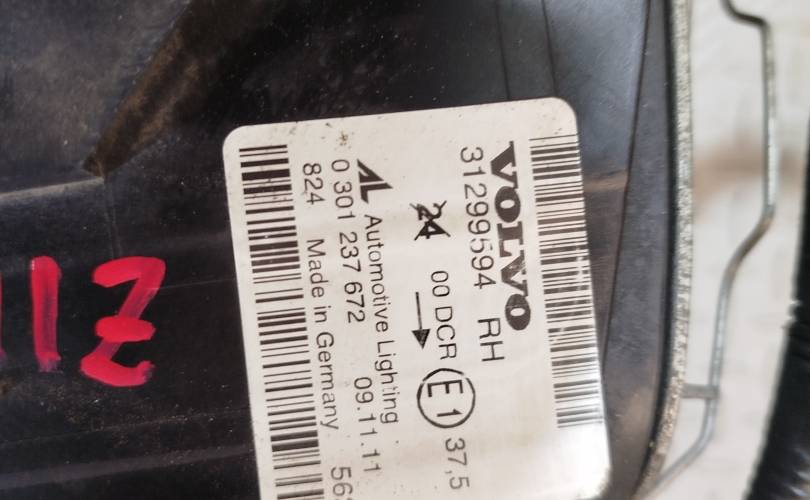 VOLVO
31299594 RH
24 00 DCR E1 37,5
AL Automotive Lighting
0 301 237 672 09.11.11
824 Made in Germany